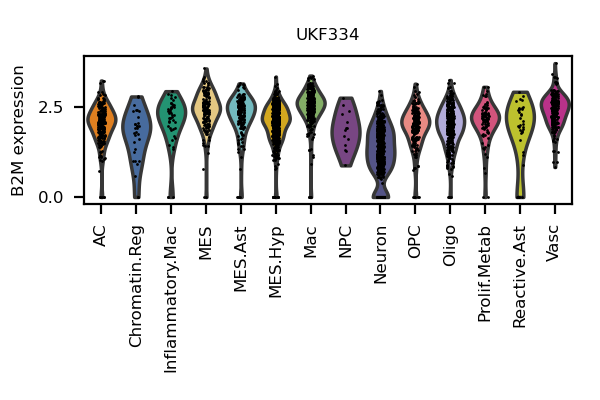 UKF334
B2M expression
2.5
0.0
AC
Chromatin.Reg
Inflammatory.Mac
MES
MES.Ast
MES.Hyp
Mac
NPC
Neuron
OPC
Oligo
Prolif.Metab
Reactive.Ast
Vasc